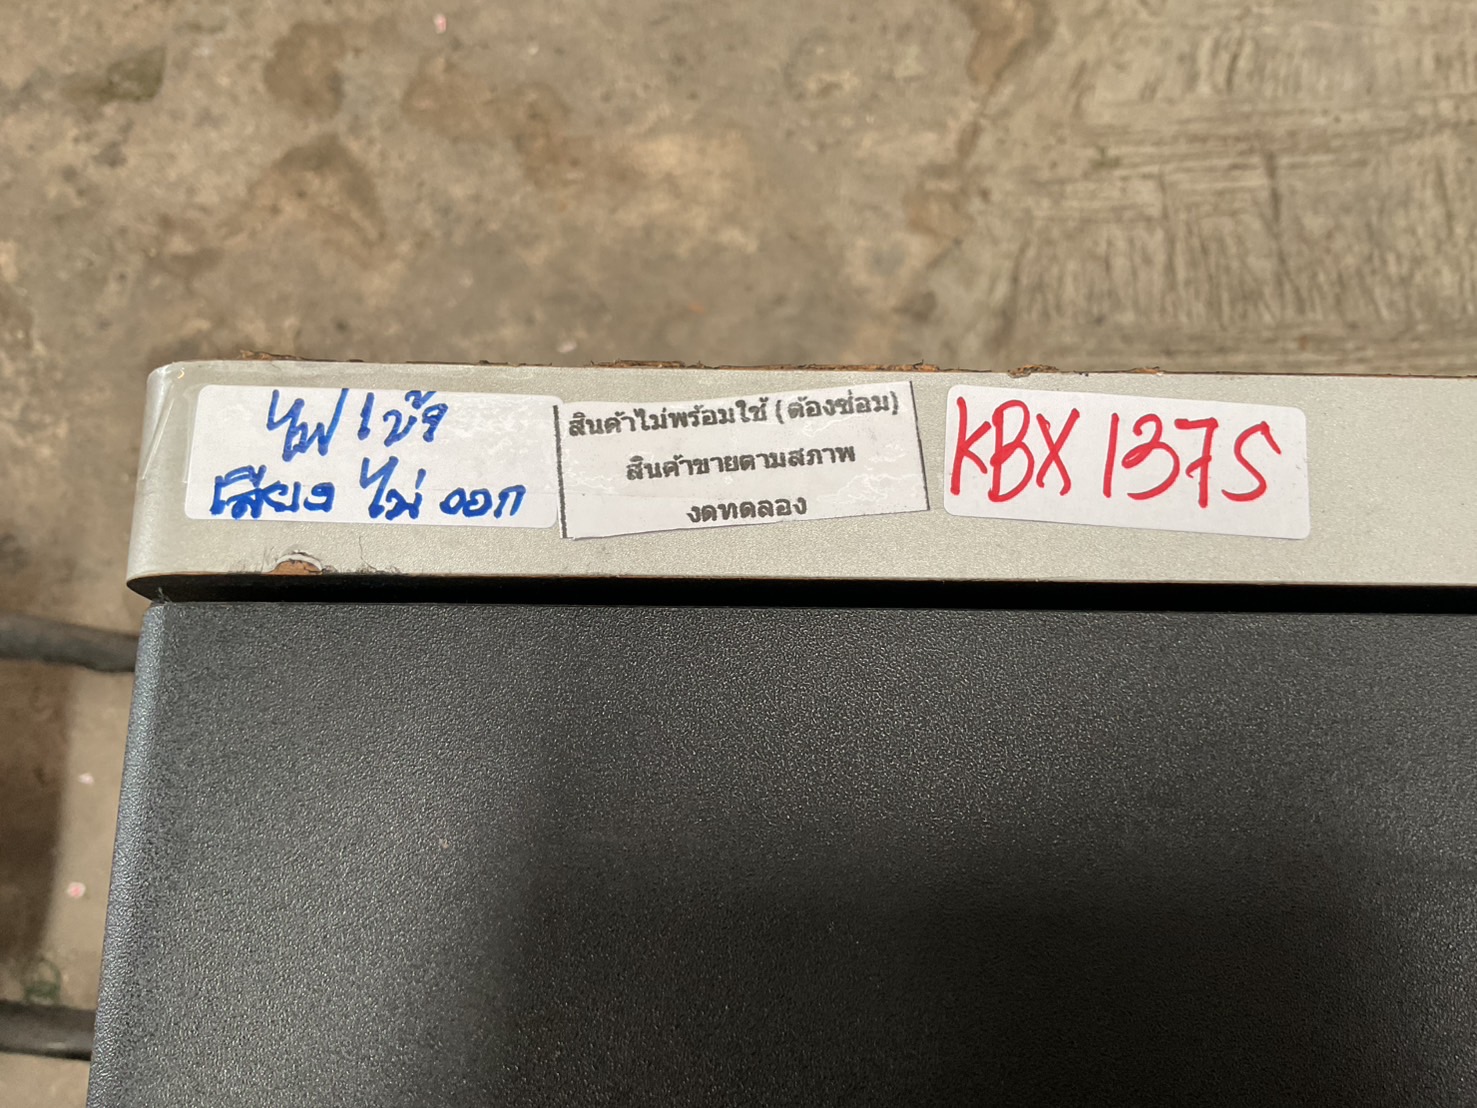 ไฟเข้า
เสียงไม่ออก
สินค้าไม่พร้อมใช้ (ต้องซ่อม)
สินค้าขายตามสภาพ
งดทดลอง
KBX 137S